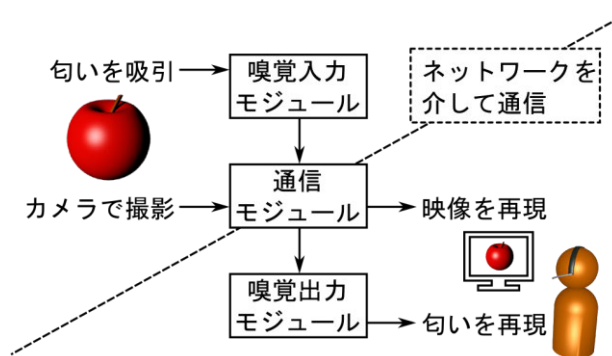 匂いを吸引
嗅覚入力
モジュール
ネットワークを
介して通信
カメラで撮影
通信
モジュール
映像を再現
嗅覚出力
モジュール
匂いを再現